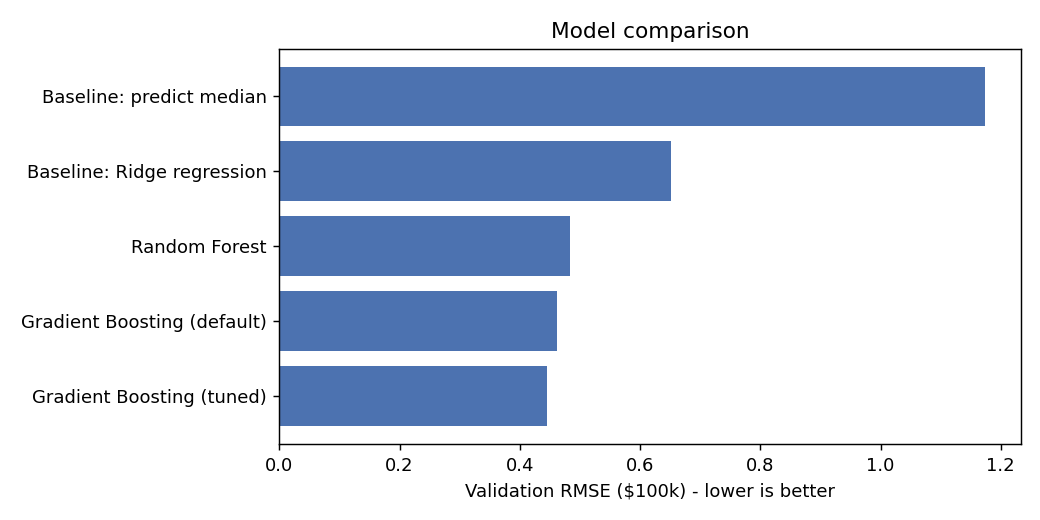 Model comparison
Baseline: predict median
Baseline: Ridge regression
Random Forest
Gradient Boosting (default)
Gradient Boosting (tuned)
0.0 0.2 0.4 0.6 0.8 1.0 1.2
Validation RMSE ($100k) - lower is better